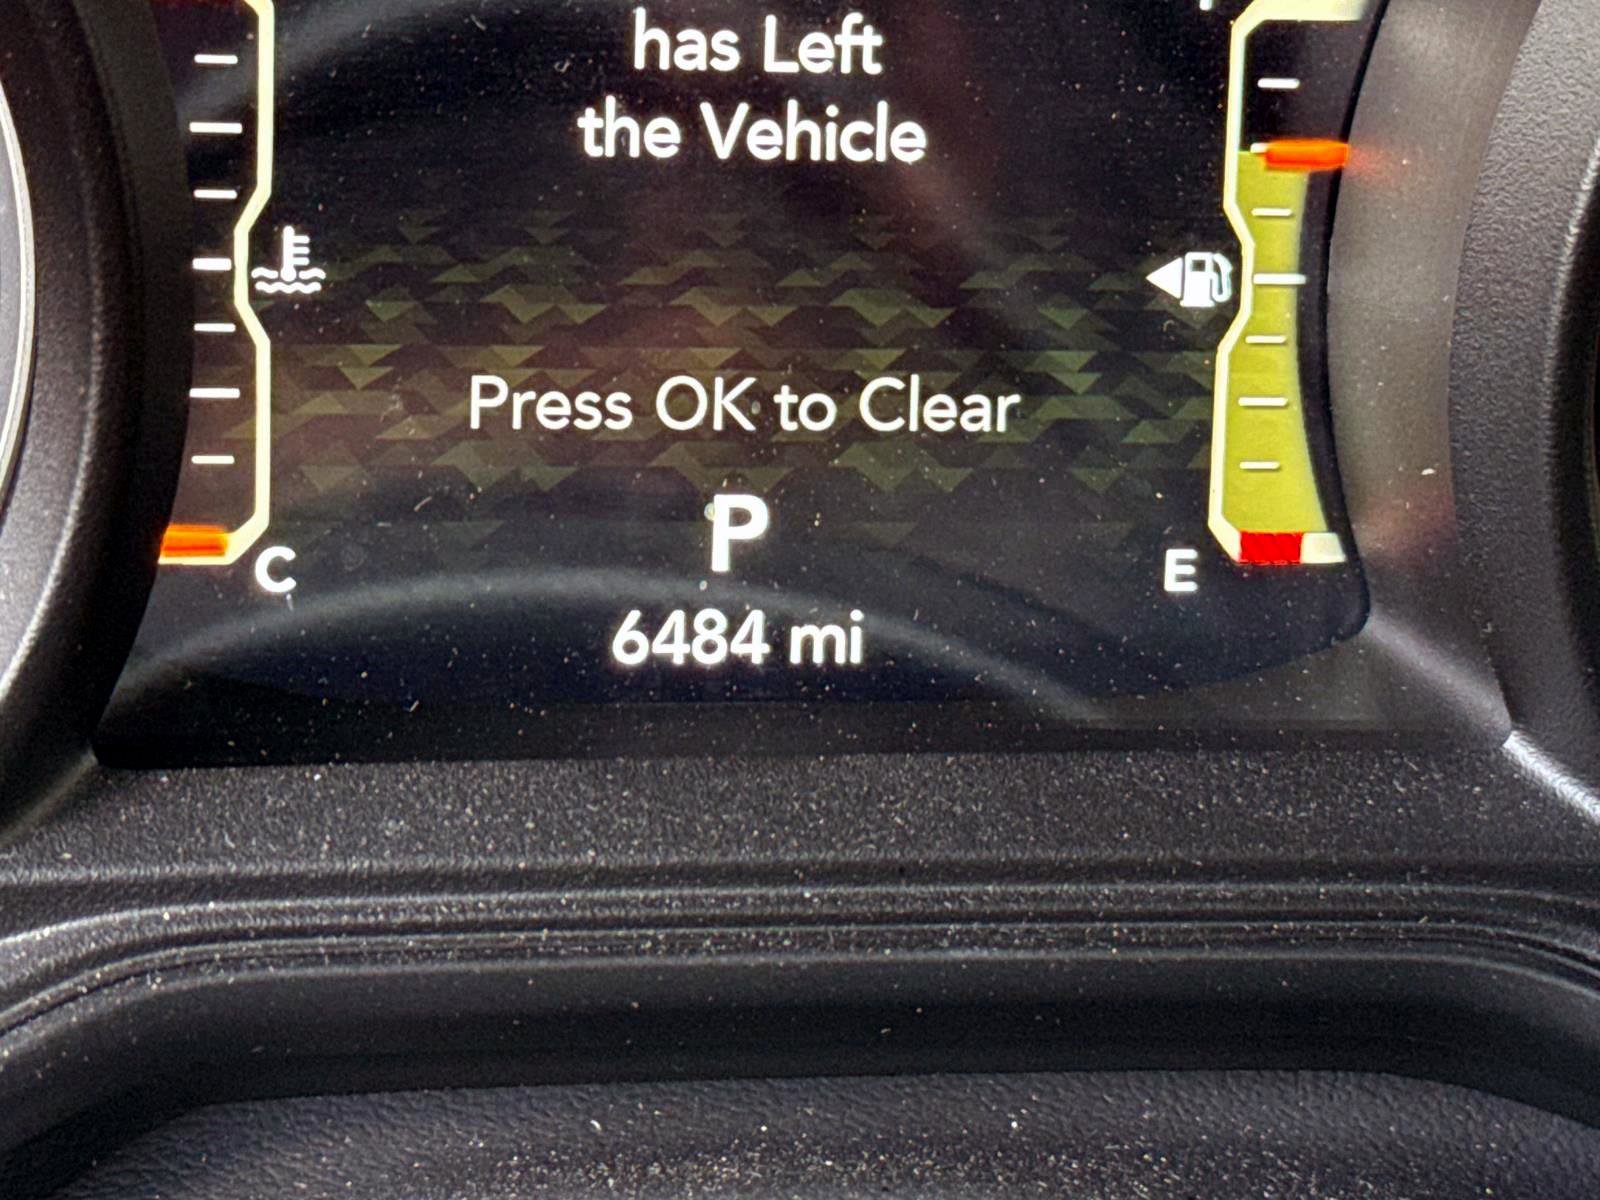 has Left
the Vehicle
Press OK to Clear
P
C
E
6484 mi